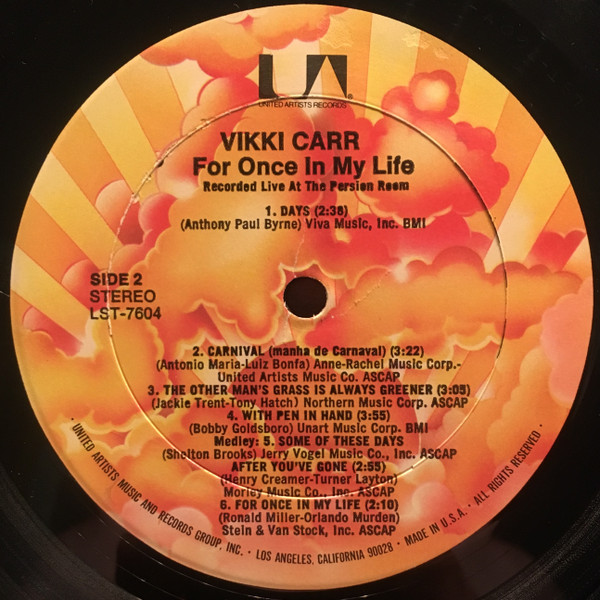 UA®
UNITED ARTISTS RECORDS
VIKKI CARR
For Once In My Life
Recorded Live At The Persion Room
1. DAYS (2:38)
(Anthony Paul Byrne) Viva Music, Inc. BMI
SIDE 2
STEREO
LST-7604
2. CARNIVAL (manha de Carnaval) (3:22)
(Antonio Maria-Luiz Bonfa) Anne-Rachel Music Corp.-
United Artists Music Co. ASCAP
3. THE OTHER MAN'S GRASS IS ALWAYS GREENER (3:05)
(Jackie Trent-Tony Hatch) Northern Music Corp. ASCAP
4. WITH PEN IN HAND (3:55)
(Bobby Goldsboro) Unart Music Corp. BMI
Medley: 5. SOME OF THESE DAYS
(Shelton Brooks) Jerry Vogel Music Co., Inc. ASCAP
AFTER YOU'VE GONE (2:55)
(Henry Creamer-Turner Layton)
Morley Music Co., Inc. ASCAP
6. FOR ONCE IN MY LIFE (2:10)
(Ronald Miller-Orlando Murden)
Stein & Van Stock, Inc. ASCAP
• UNITED ARTISTS MUSIC AND RECORDS GROUP, INC. • LOS ANGELES, CALIFORNIA 90028 • MADE IN U.S.A. • ALL RIGHTS RESERVED •